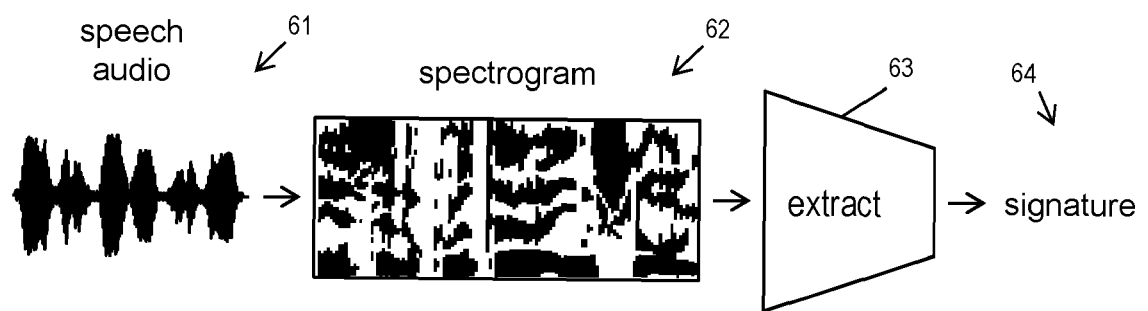 speech
audio
61
spectrogram
62
extract
63
signature
64